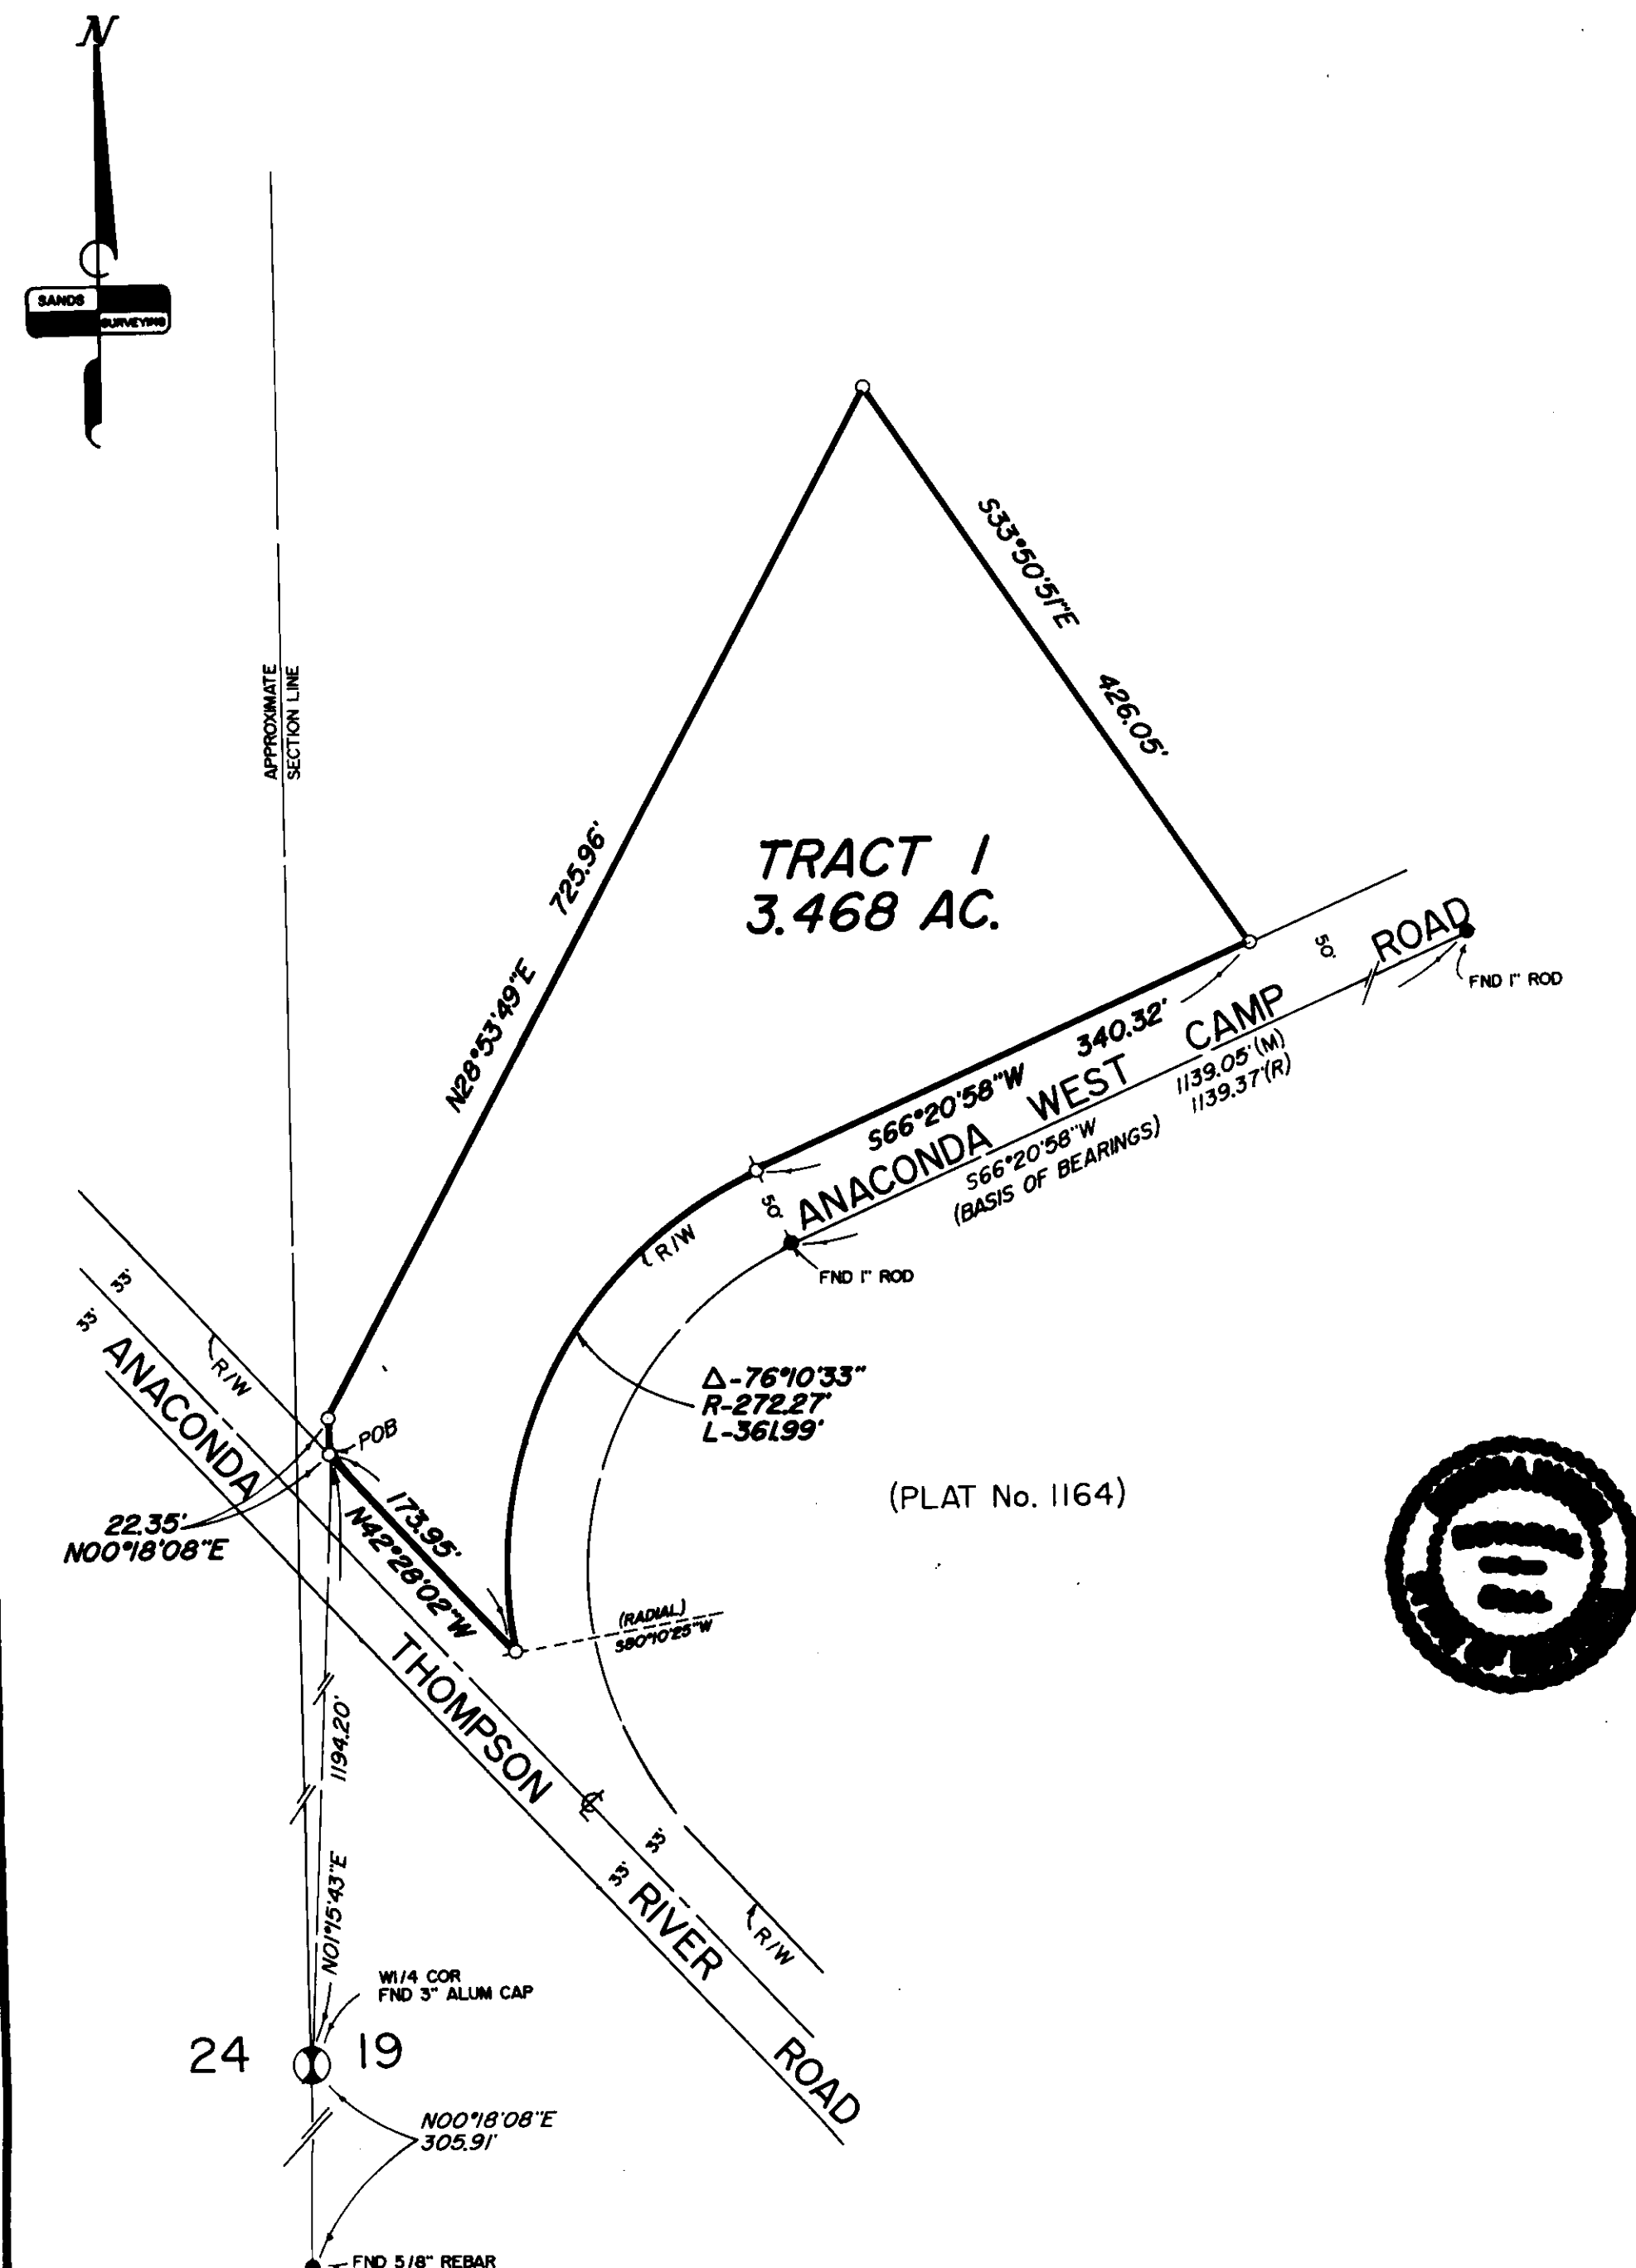 N
SANDS
SURVEYING
APPROXIMATE
SECTION LINE
S33°50'51"E
426.05'
725.96'
N28°53'49"E
TRACT 1
3.468 AC.
50'
ROAD
FND 1" ROD
340.32'
S66°20'58"W
ANACONDA WEST CAMP
1139.05'(M)
1139.37'(R)
S66°20'58"W
(BASIS OF BEARINGS)
50'
R/W
FND 1" ROD
33'
33'
R/W
ANACONDA
POB
Δ-76°10'33"
R-272.27'
L-361.99'
(PLAT No. 1164)
22.35'
N00°18'08"E
173.95'
N42°28'02"W
(RADIAL)
S80°10'25"W
THOMPSON
1194.20'
N01°15'43"E
33'
33'
RIVER
R/W
W1/4 COR
FND 3" ALUM CAP
24
19
ROAD
N00°18'08"E
305.91'
FND 5/8" REBAR